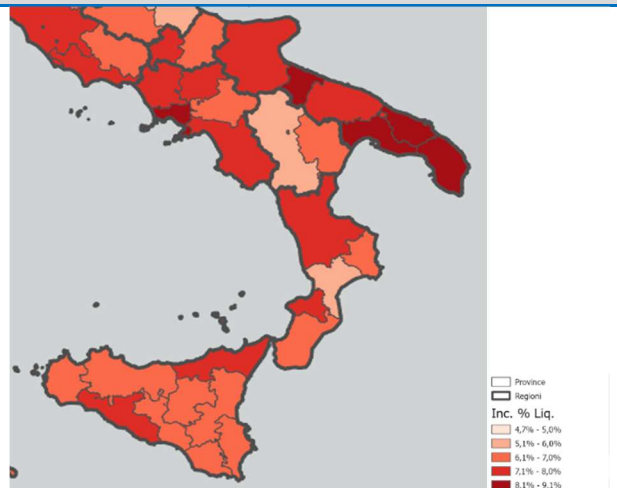 Province
Regioni
Inc. % Liq.
4,7% - 5,0%
5,1% - 6,0%
6,1% - 7,0%
7,1% - 8,0%
8,1% - 9,1%